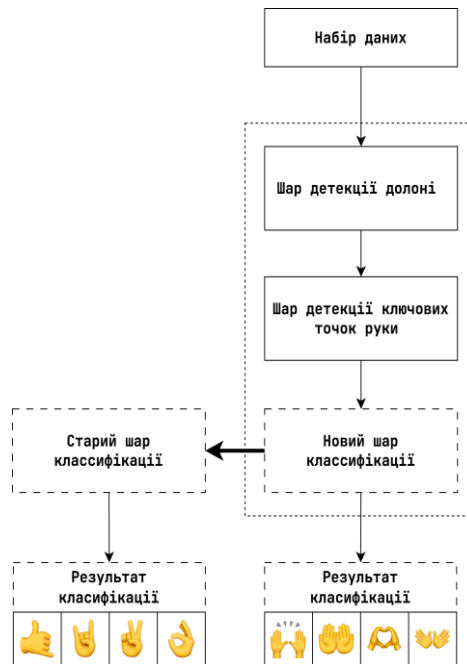 Набір даних
Шар детекції долоні
Шар детекції ключових
точок руки
Старий шар
классифікації
Новий шар
классифікації
Результат
класифікації
Результат
класифікації